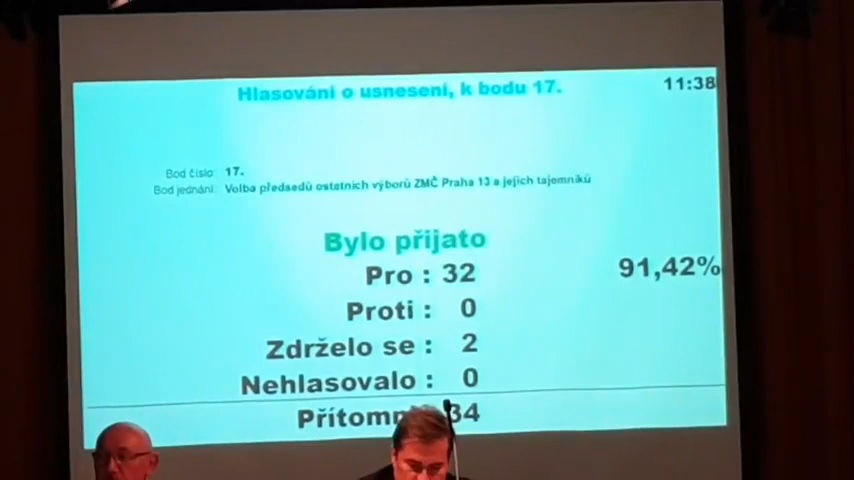 Hlasování o usnesení, k bodu 17.
11:38
Bod číslo: 17.
Bod jednání: Volba předsedů ostatních výborů ZMČ Praha 13 a jejich tajemníků
Bylo přijato
Pro : 32
91,42%
Proti : 0
Zdrželo se : 2
Nehlasovalo : 0
34